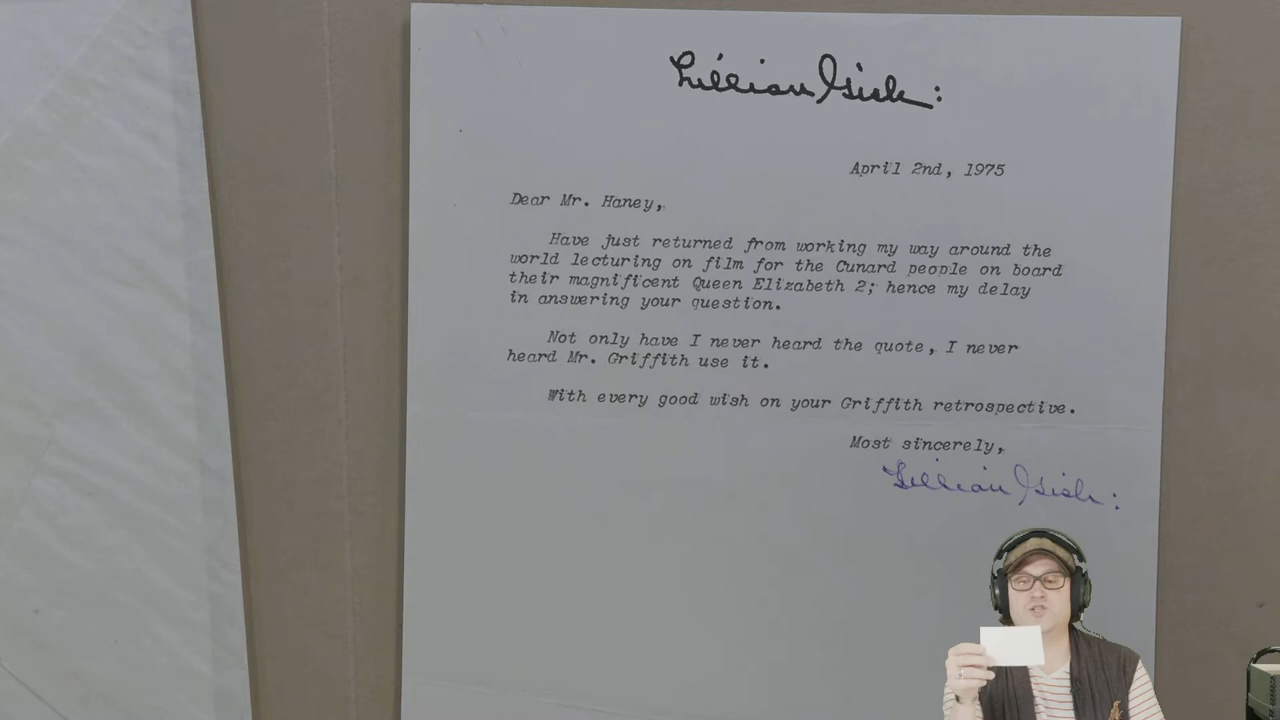 Lillian Gish:
April 2nd, 1975
Dear Mr. Haney,
Have just returned from working my way around the
world lecturing on film for the Cunard people on board
their magnificent Queen Elizabeth 2; hence my delay
in answering your question.
Not only have I never heard the quote, I never
heard Mr. Griffith use it.
With every good wish on your Griffith retrospective.
Most sincerely,
Lillian Gish: